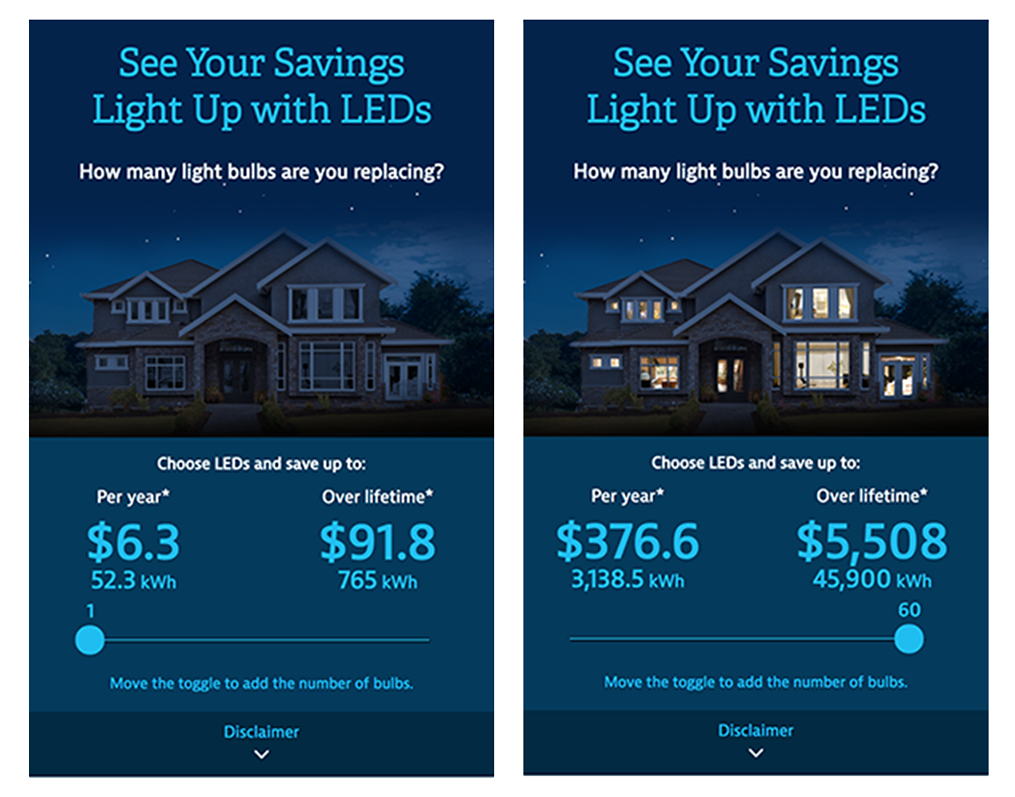 See Your Savings
Light Up with LEDs
How many light bulbs are you replacing?
Choose LEDs and save up to:
Per year* Over lifetime*
$6.3 $91.8
52.3 kWh 765 kWh
1
Move the toggle to add the number of bulbs.
Disclaimer
See Your Savings
Light Up with LEDs
How many light bulbs are you replacing?
Choose LEDs and save up to:
Per year* Over lifetime*
$376.6 $5,508
3,138.5 kWh 45,900 kWh
60
Move the toggle to add the number of bulbs.
Disclaimer